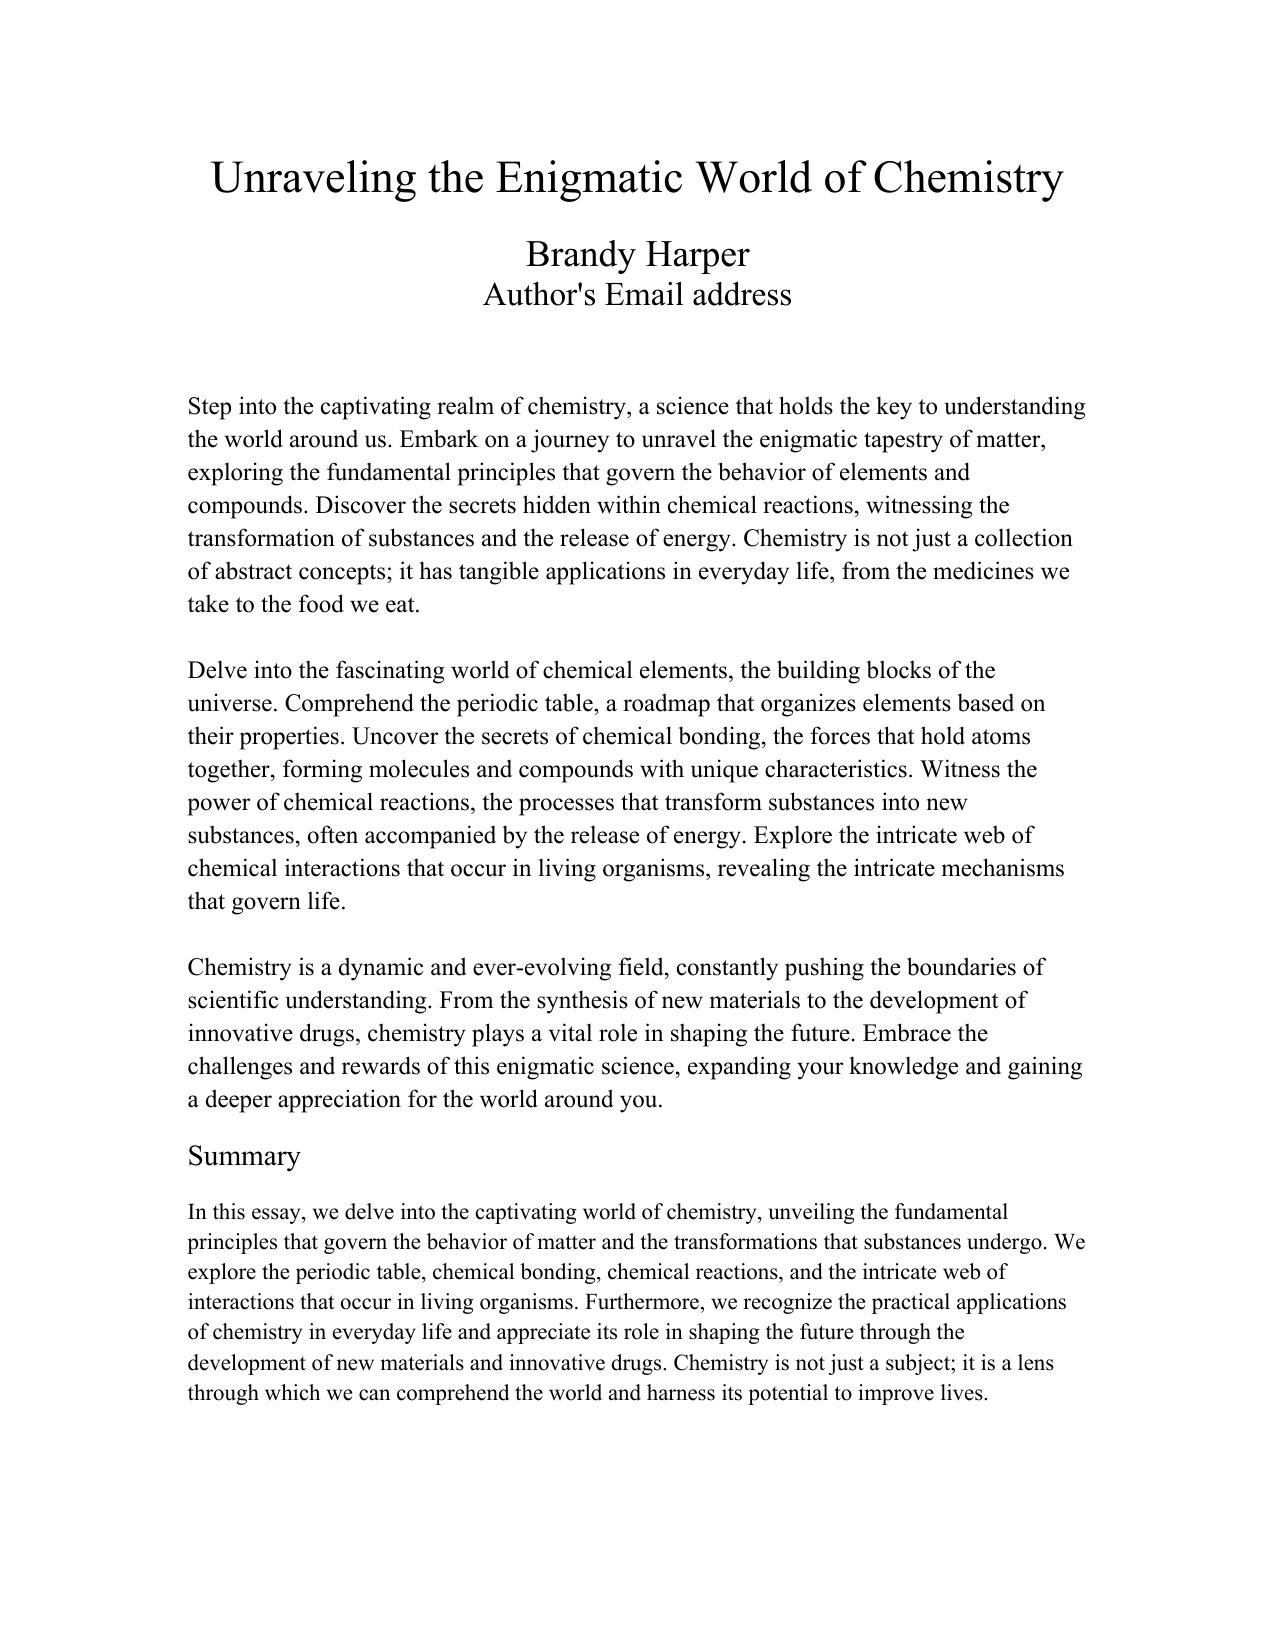 Unraveling the Enigmatic World of Chemistry
Brandy Harper
Author's Email address
Step into the captivating realm of chemistry, a science that holds the key to understanding
the world around us. Embark on a journey to unravel the enigmatic tapestry of matter,
exploring the fundamental principles that govern the behavior of elements and
compounds. Discover the secrets hidden within chemical reactions, witnessing the
transformation of substances and the release of energy. Chemistry is not just a collection
of abstract concepts; it has tangible applications in everyday life, from the medicines we
take to the food we eat.
Delve into the fascinating world of chemical elements, the building blocks of the
universe. Comprehend the periodic table, a roadmap that organizes elements based on
their properties. Uncover the secrets of chemical bonding, the forces that hold atoms
together, forming molecules and compounds with unique characteristics. Witness the
power of chemical reactions, the processes that transform substances into new
substances, often accompanied by the release of energy. Explore the intricate web of
chemical interactions that occur in living organisms, revealing the intricate mechanisms
that govern life.
Chemistry is a dynamic and ever-evolving field, constantly pushing the boundaries of
scientific understanding. From the synthesis of new materials to the development of
innovative drugs, chemistry plays a vital role in shaping the future. Embrace the
challenges and rewards of this enigmatic science, expanding your knowledge and gaining
a deeper appreciation for the world around you.
Summary
In this essay, we delve into the captivating world of chemistry, unveiling the fundamental
principles that govern the behavior of matter and the transformations that substances undergo. We
explore the periodic table, chemical bonding, chemical reactions, and the intricate web of
interactions that occur in living organisms. Furthermore, we recognize the practical applications
of chemistry in everyday life and appreciate its role in shaping the future through the
development of new materials and innovative drugs. Chemistry is not just a subject; it is a lens
through which we can comprehend the world and harness its potential to improve lives.